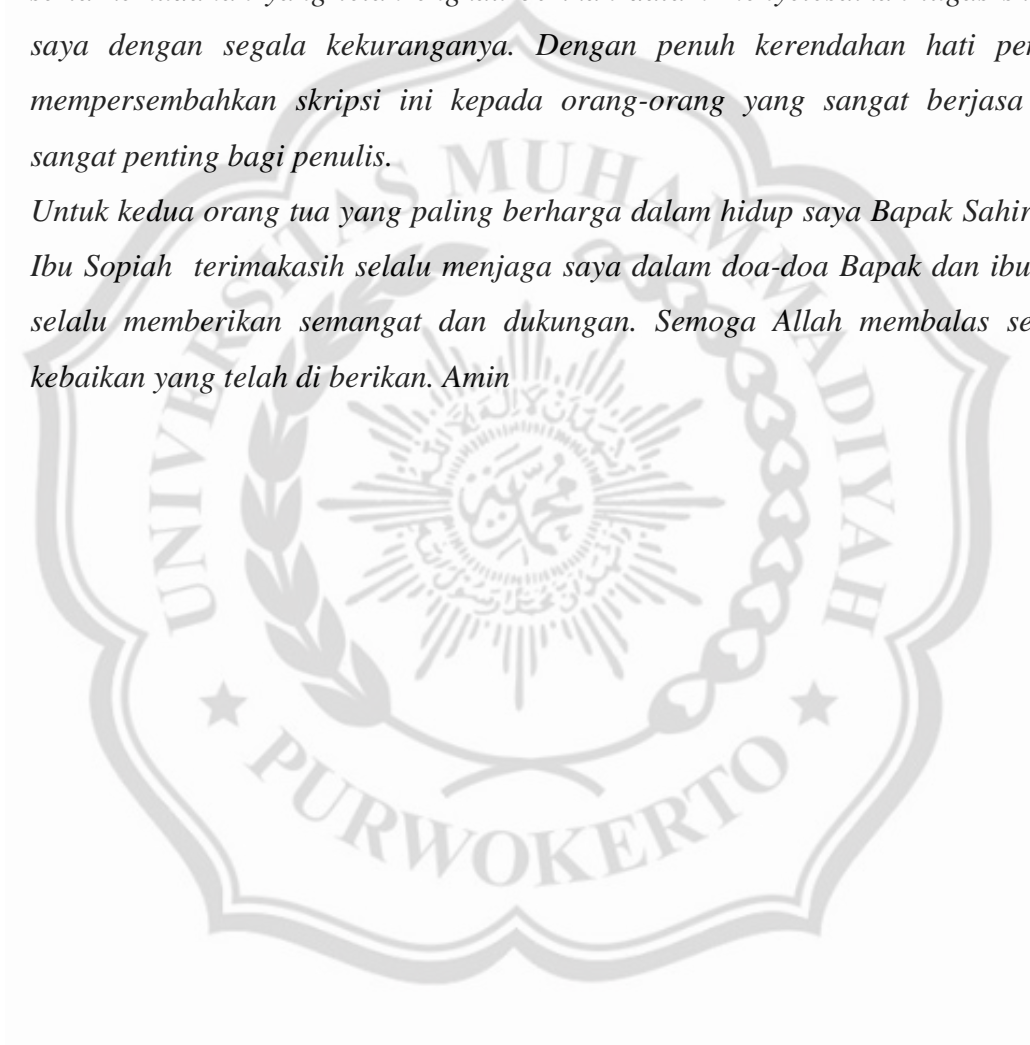 saya dengan segala kekuranganya. Dengan penuh kerendahan hati
mempersembahkan skripsi ini kepada orang-orang yang sangat berjasa
sangat penting bagi penulis.
Untuk kedua orang tua yang paling berharga dalam hidup saya Bapak
Ibu Sopiah terimakasih selalu menjaga saya dalam doa-doa Bapak dan ibu
selalu memberikan semangat dan dukungan. Semoga Allah membalas
kebaikan yang telah di berikan. Amin
UNIVERSITAS MUHAMMADIYAH
PURWOKERTO